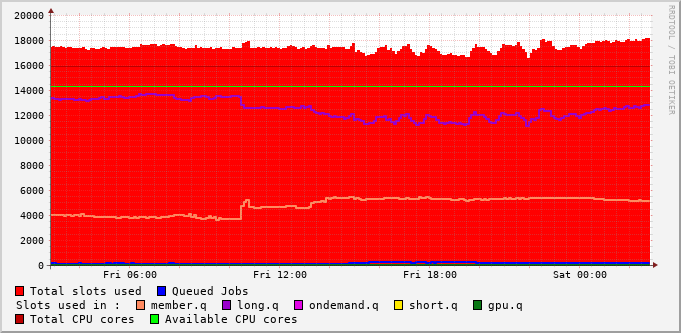 20000
18000
16000
14000
12000
10000
8000
6000
4000
2000
0
Fri 06:00 Fri 12:00 Fri 18:00 Sat 00:00
RRDTOOL / TOBI OETIKER
Total slots used Queued Jobs
Slots used in : member.q long.q ondemand.q short.q gpu.q
Total CPU cores Available CPU cores